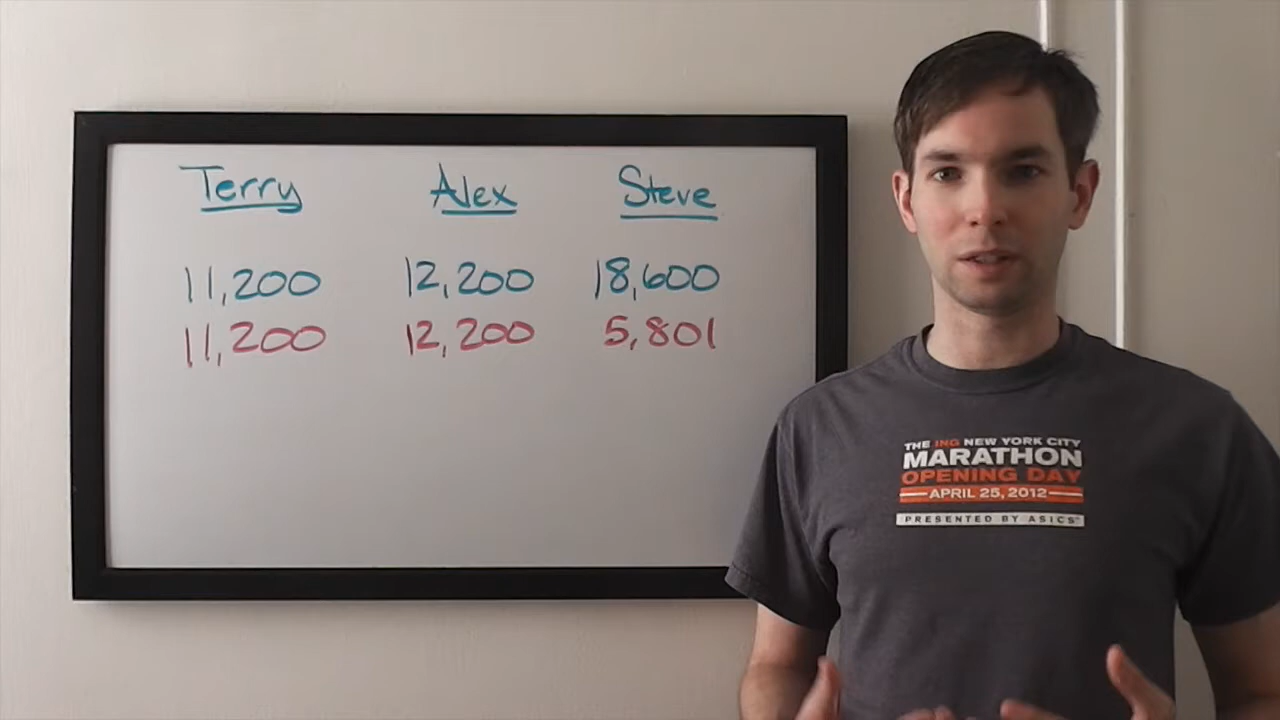 Terry Alex Steve
11,200 12,200 18,600
11,200 12,200 5,801
THE ING NEW YORK CITY
MARATHON
OPENING DAY
APRIL 25, 2012
PRESENTED BY ASICS